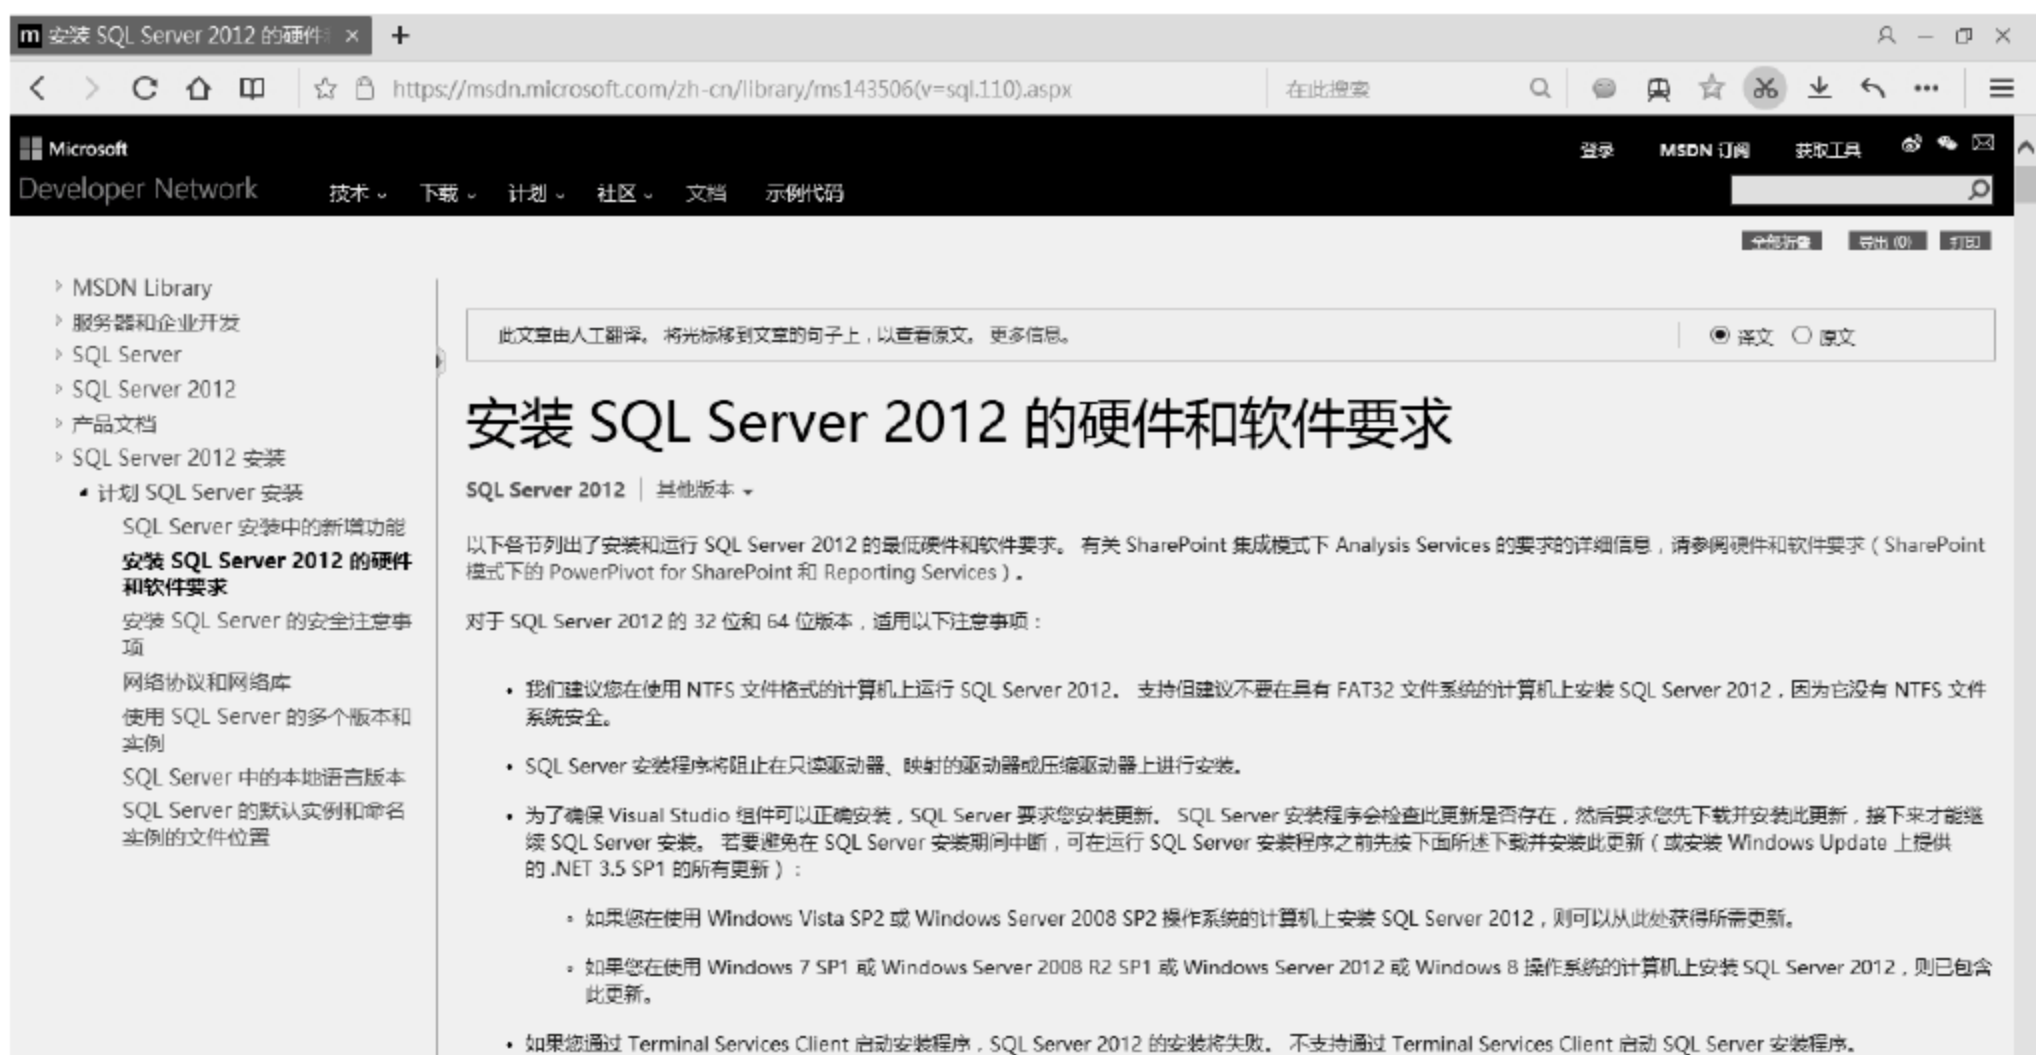 m 安装 SQL Server 2012 的硬件
https://msdn.microsoft.com/zh-cn/library/ms143506(v=sql.110).aspx
在此搜索
Microsoft
登录
MSDN 订阅
获取工具
Developer Network
技术
下载
计划
社区
文档
示例代码
全部折叠
导出 (0)
打印
MSDN Library
服务器和企业开发
SQL Server
SQL Server 2012
产品文档
SQL Server 2012 安装
计划 SQL Server 安装
SQL Server 安装中的新增功能
安装 SQL Server 2012 的硬件
和软件要求
安装 SQL Server 的安全注意事
项
网络协议和网络库
使用 SQL Server 的多个版本和
实例
SQL Server 中的本地语言版本
SQL Server 的默认实例和命名
实例的文件位置
此文章由人工翻译。 将光标移到文章的句子上，以查看原文。 更多信息。
译文
原文
安装 SQL Server 2012 的硬件和软件要求
SQL Server 2012
其他版本
以下各节列出了安装和运行 SQL Server 2012 的最低硬件和软件要求。 有关 SharePoint 集成模式下 Analysis Services 的要求的详细信息，请参阅硬件和软件要求（SharePoint
模式下的 PowerPivot for SharePoint 和 Reporting Services）。
对于 SQL Server 2012 的 32 位和 64 位版本，适用以下注意事项：
• 我们建议您在使用 NTFS 文件格式的计算机上运行 SQL Server 2012。 支持但建议不要在具有 FAT32 文件系统的计算机上安装 SQL Server 2012，因为它没有 NTFS 文件
系统安全。
• SQL Server 安装程序将阻止在只读驱动器、映射的驱动器或压缩驱动器上进行安装。
• 为了确保 Visual Studio 组件可以正确安装，SQL Server 要求您安装更新。 SQL Server 安装程序会检查此更新是否存在，然后要求您先下载并安装此更新，接下来才能继
续 SQL Server 安装。 若要避免在 SQL Server 安装期间中断，可在运行 SQL Server 安装程序之前先按下面所述下载并安装此更新（或安装 Windows Update 上提供
的 .NET 3.5 SP1 的所有更新）：
◦ 如果您在使用 Windows Vista SP2 或 Windows Server 2008 SP2 操作系统的计算机上安装 SQL Server 2012，则可以从此处获得所需更新。
◦ 如果您在使用 Windows 7 SP1 或 Windows Server 2008 R2 SP1 或 Windows Server 2012 或 Windows 8 操作系统的计算机上安装 SQL Server 2012，则已包含
此更新。
• 如果您通过 Terminal Services Client 启动安装程序，SQL Server 2012 的安装将失败。 不支持通过 Terminal Services Client 启动 SQL Server 安装程序。